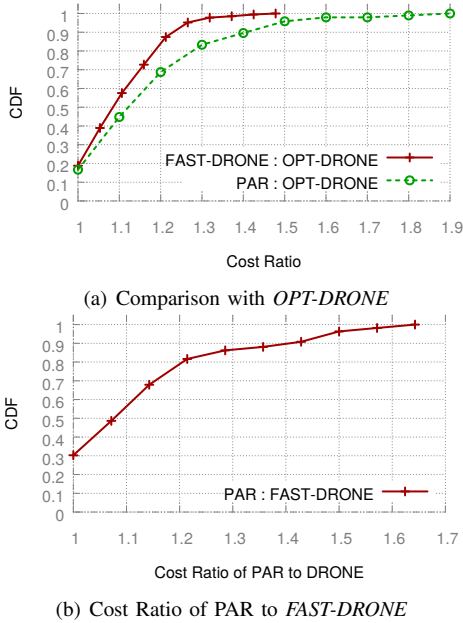 1
0.9
0.8
0.7
0.6
0.5
0.4
0.3
0.2
0.1
0
CDF
FAST-DRONE : OPT-DRONE
PAR : OPT-DRONE
1 1.1 1.2 1.3 1.4 1.5 1.6 1.7 1.8 1.9
Cost Ratio
(a) Comparison with OPT-DRONE
1
0.9
0.8
0.7
0.6
0.5
0.4
0.3
0.2
0.1
0
CDF
PAR : FAST-DRONE
1 1.1 1.2 1.3 1.4 1.5 1.6 1.7
Cost Ratio of PAR to DRONE
(b) Cost Ratio of PAR to FAST-DRONE